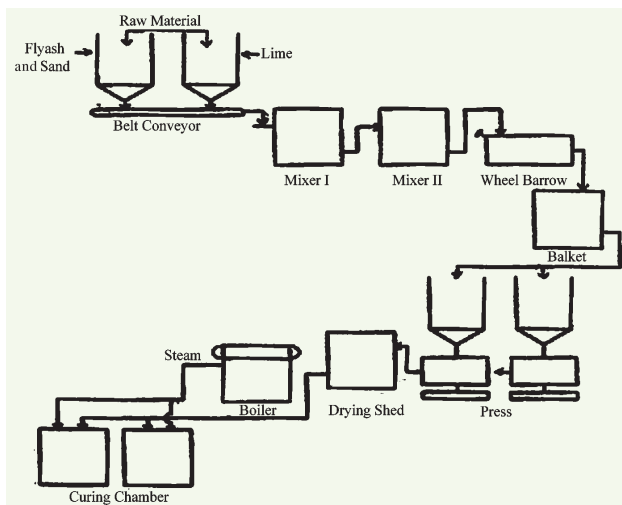 Raw Material
Flyash
and Sand
Lime
Belt Conveyor
Mixer I
Mixer II
Wheel Barrow
Balket
Steam
Boiler
Drying Shed
Press
Curing Chamber